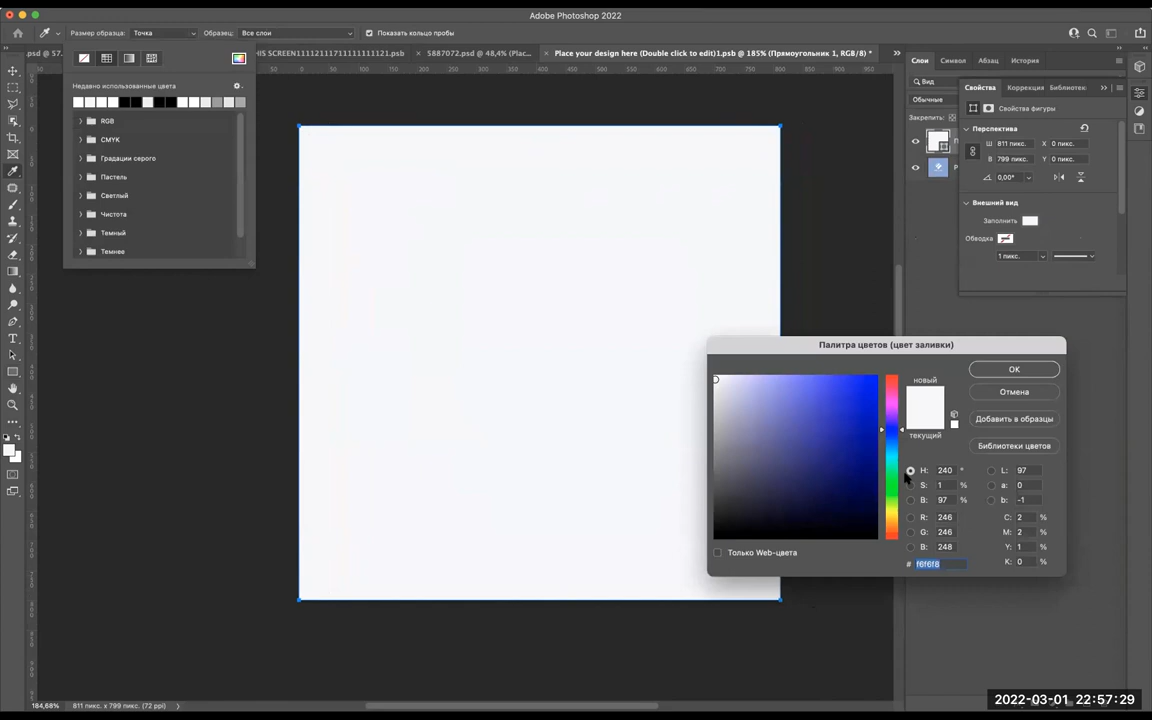 Adobe Photoshop 2022
Размер образца: Точка Образец: Все слои Показать кольцо пробы
.psd @ 57. HIS SCREEN11112111711111111121.psb × 5887072.psd @ 48,4% (Plac... × Place your design here (Double click to edit)1.psb @ 185% (Прямоугольник 1, RGB/8) *
Слои Символ Абзац История
Вид
Свойства Коррекция Библиотек
Обычные
Закрепить:
Свойства фигуры
Недавно использованные цвета
RGB
CMYK
Градации серого
Пастель
Светлый
Чистота
Темный
Темнее
Перспектива
Ш 811 пикс. X 0 пикс.
В 799 пикс. Y 0 пикс.
0,00°
Внешний вид
Заполнить
Обводка
1 пикс.
Палитра цветов (цвет заливки)
новый
текущий
OK
Отмена
Добавить в образцы
Библиотеки цветов
H: 240 ° L: 97
S: 1 % a: 0
B: 97 % b: -1
R: 246 C: 2 %
G: 246 M: 2 %
B: 248 Y: 1 %
# f6f6f8 K: 0 %
Только Web-цвета
184,68% 811 пикс. x 799 пикс. (72 ppi)
2022-03-01 22:57:29